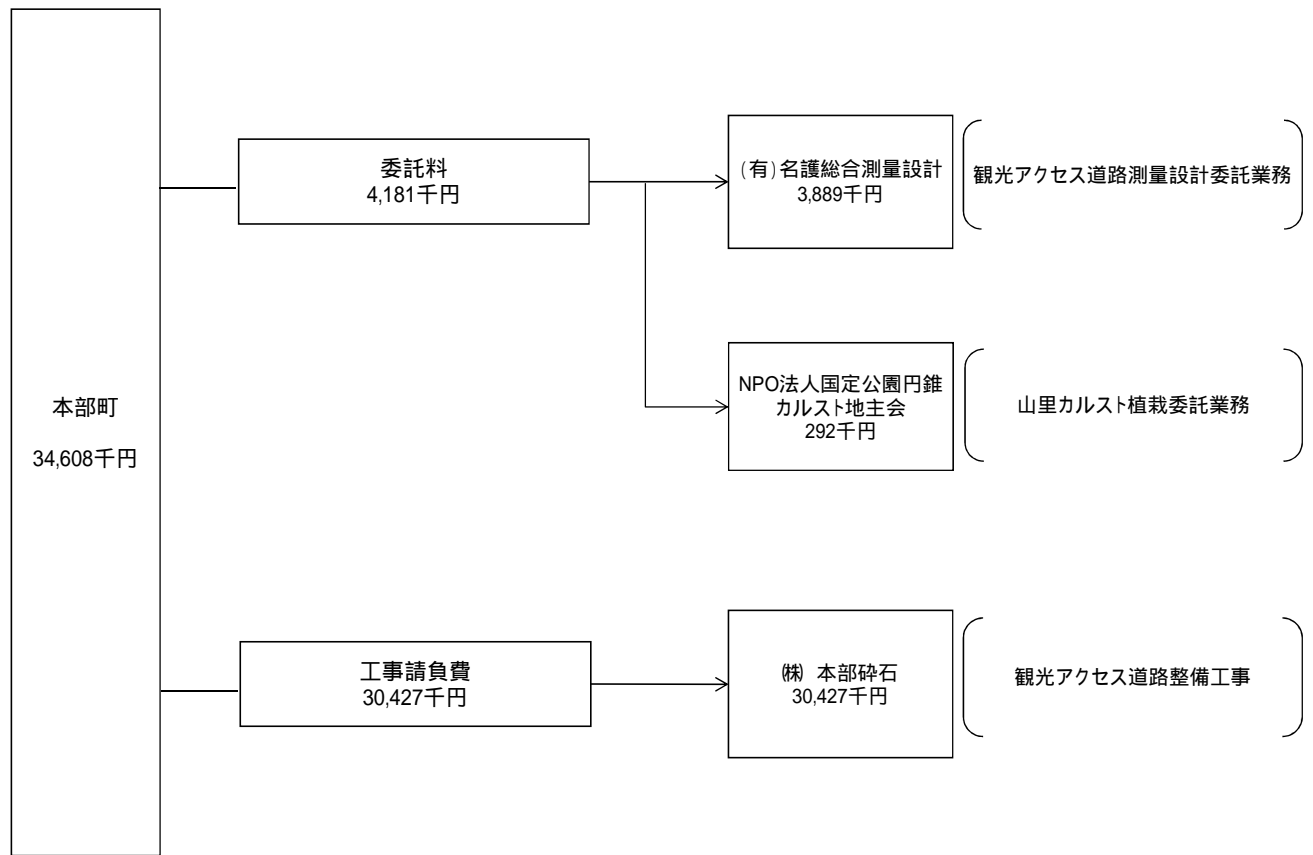 本部町
34,608千円
委託料
4,181千円
(有)名護総合測量設計
3,889千円
観光アクセス道路測量設計委託業務
NPO法人国定公園円錐
カルスト地主会
292千円
山里カルスト植栽委託業務
工事請負費
30,427千円
㈱ 本部砕石
30,427千円
観光アクセス道路整備工事